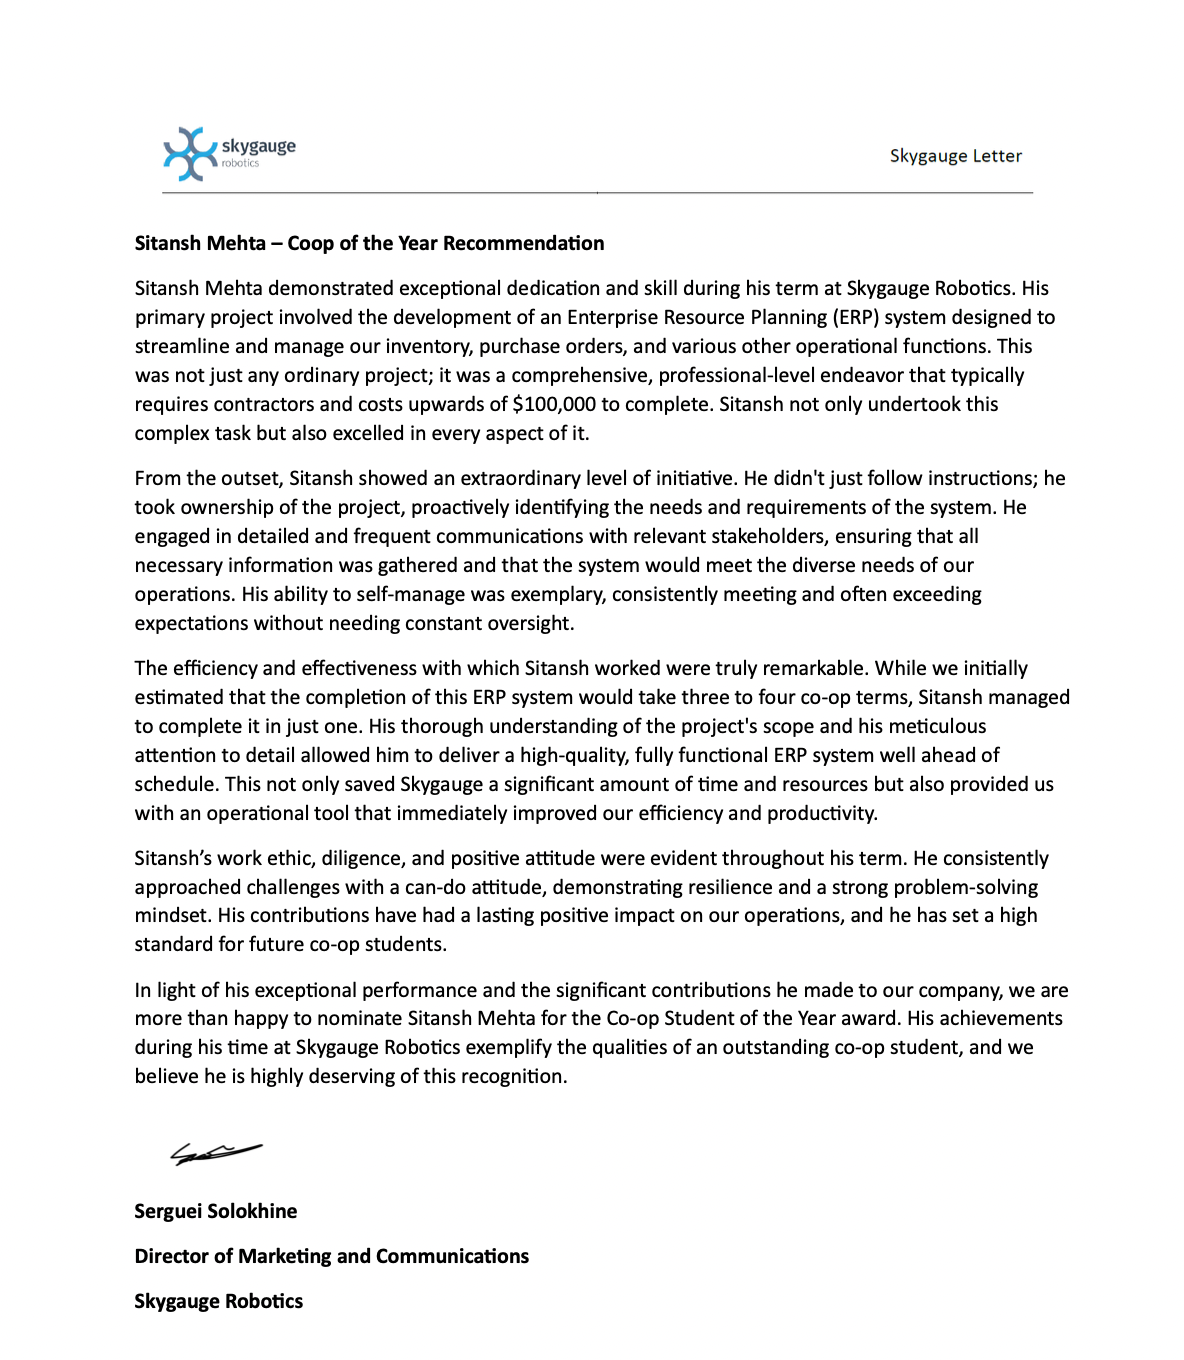 skygauge
robotics
Skygauge Letter
Sitansh Mehta – Coop of the Year Recommendation
Sitansh Mehta demonstrated exceptional dedication and skill during his term at Skygauge Robotics. His
primary project involved the development of an Enterprise Resource Planning (ERP) system designed to
streamline and manage our inventory, purchase orders, and various other operational functions. This
was not just any ordinary project; it was a comprehensive, professional-level endeavor that typically
requires contractors and costs upwards of $100,000 to complete. Sitansh not only undertook this
complex task but also excelled in every aspect of it.
From the outset, Sitansh showed an extraordinary level of initiative. He didn't just follow instructions; he
took ownership of the project, proactively identifying the needs and requirements of the system. He
engaged in detailed and frequent communications with relevant stakeholders, ensuring that all
necessary information was gathered and that the system would meet the diverse needs of our
operations. His ability to self-manage was exemplary, consistently meeting and often exceeding
expectations without needing constant oversight.
The efficiency and effectiveness with which Sitansh worked were truly remarkable. While we initially
estimated that the completion of this ERP system would take three to four co-op terms, Sitansh managed
to complete it in just one. His thorough understanding of the project's scope and his meticulous
attention to detail allowed him to deliver a high-quality, fully functional ERP system well ahead of
schedule. This not only saved Skygauge a significant amount of time and resources but also provided us
with an operational tool that immediately improved our efficiency and productivity.
Sitansh’s work ethic, diligence, and positive attitude were evident throughout his term. He consistently
approached challenges with a can-do attitude, demonstrating resilience and a strong problem-solving
mindset. His contributions have had a lasting positive impact on our operations, and he has set a high
standard for future co-op students.
In light of his exceptional performance and the significant contributions he made to our company, we are
more than happy to nominate Sitansh Mehta for the Co-op Student of the Year award. His achievements
during his time at Skygauge Robotics exemplify the qualities of an outstanding co-op student, and we
believe he is highly deserving of this recognition.
Serguei Solokhine
Director of Marketing and Communications
Skygauge Robotics